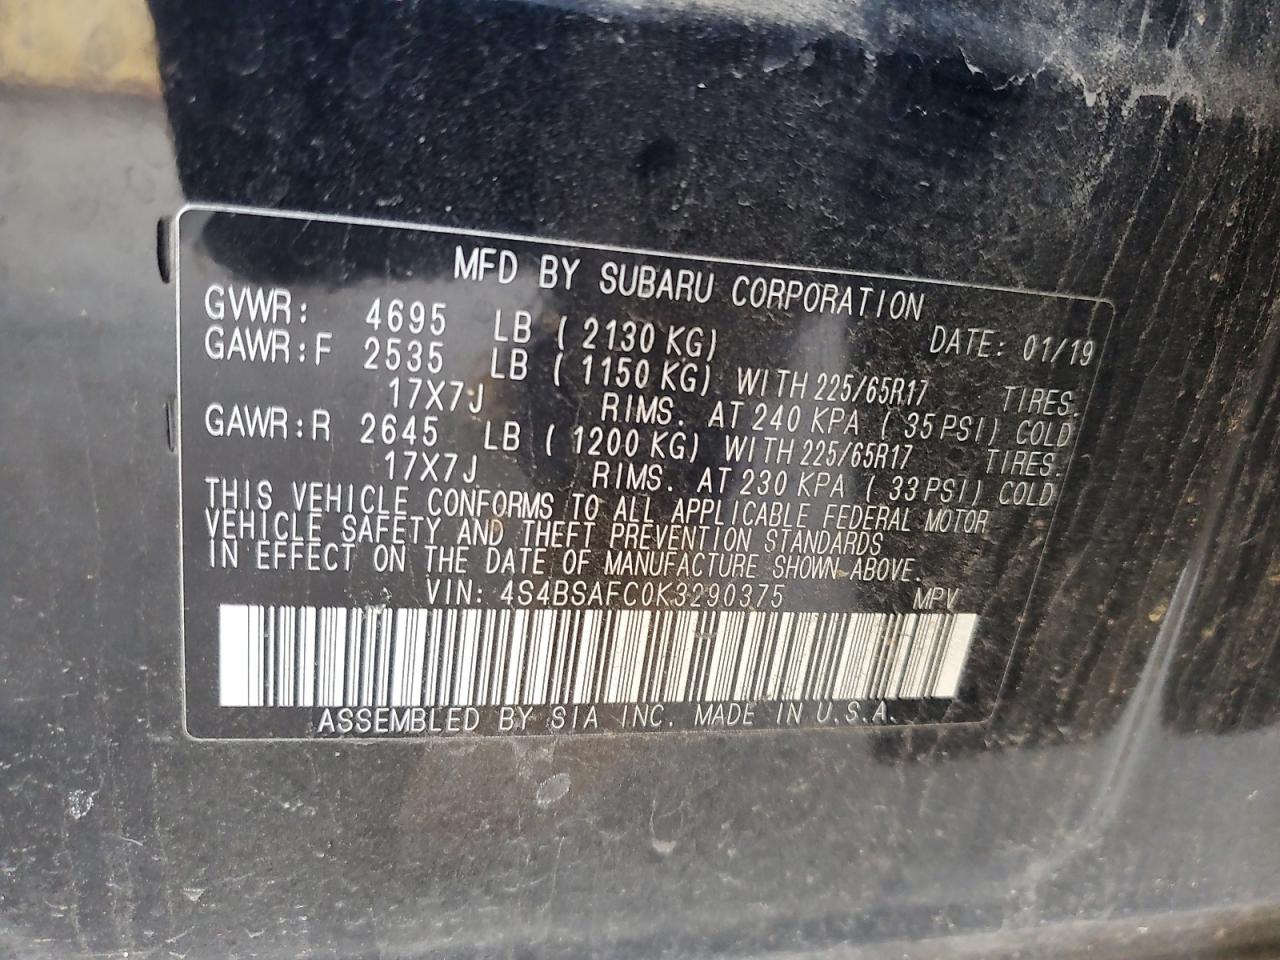 MFD BY SUBARU CORPORATION
GVWR: 4695 LB ( 2130 KG) DATE: 01/19
GAWR:F 2535 LB ( 1150 KG) WITH 225/65R17 TIRES.
17X7J RIMS. AT 240 KPA ( 35 PSI) COLD
GAWR:R 2645 LB ( 1200 KG) WITH 225/65R17 TIRES.
17X7J RIMS. AT 230 KPA ( 33 PSI) COLD
THIS VEHICLE CONFORMS TO ALL APPLICABLE FEDERAL MOTOR
VEHICLE SAFETY AND THEFT PREVENTION STANDARDS
IN EFFECT ON THE DATE OF MANUFACTURE SHOWN ABOVE.
VIN: 4S4BSAFC0K3290375 MPV
ASSEMBLED BY SIA INC. MADE IN U.S.A.